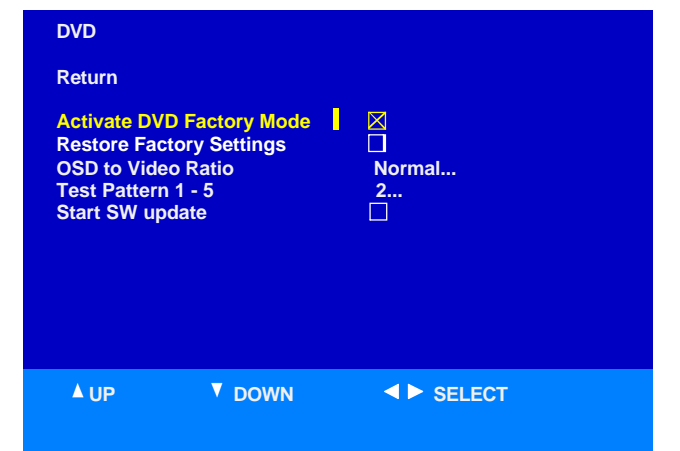 DVD
Return
Activate DVD Factory Mode
Restore Factory Settings
OSD to Video Ratio Normal...
Test Pattern 1 - 5 2...
Start SW update
UP DOWN SELECT